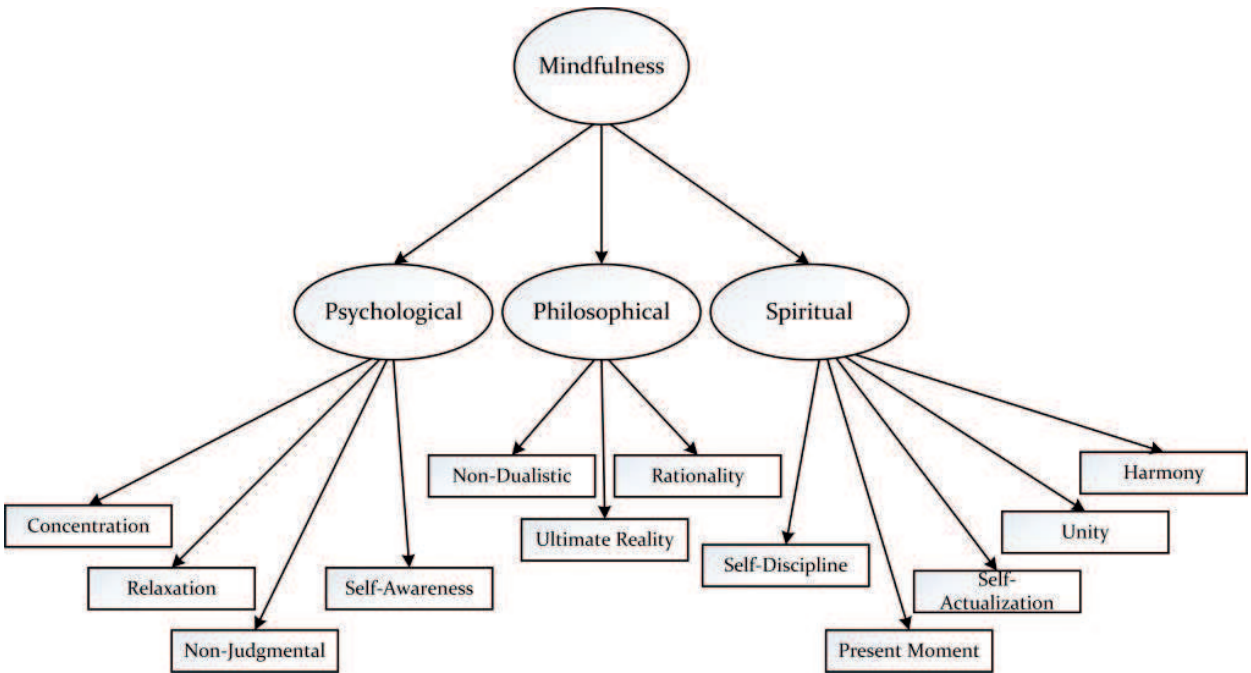 Mindfulness
Psychological
Philosophical
Spiritual
Concentration
Relaxation
Non-Judgmental
Self-Awareness
Non-Dualistic
Ultimate Reality
Rationality
Self-Discipline
Present Moment
Self-
Actualization
Unity
Harmony